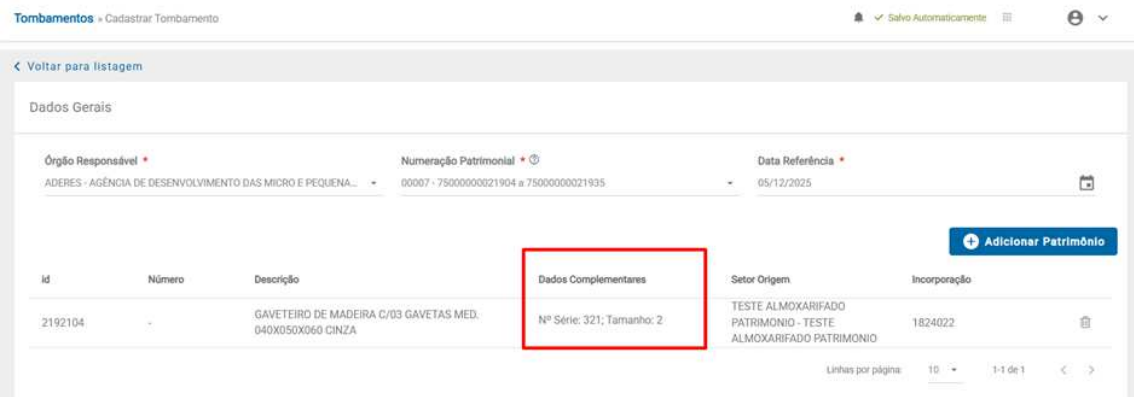 Tombamentos » Cadastrar Tombamento
Salvo Automaticamente
Voltar para listagem
Dados Gerais
Órgão Responsável * Numeração Patrimonial * Data Referência *
ADERES - AGÊNCIA DE DESENVOLVIMENTO DAS MICRO E PEQUENA... 00007 - 75000000021904 a 75000000021935 05/12/2025
Adicionar Patrimônio
id Número Descrição Dados Complementares Setor Origem Incorporação
2192104 - GAVETEIRO DE MADEIRA C/03 GAVETAS MED.
040X050X060 CINZA
Nº Série: 321; Tamanho: 2
TESTE ALMOXARIFADO
PATRIMONIO - TESTE
ALMOXARIFADO PATRIMONIO
1824022
Linhas por página: 10 1-1 de 1